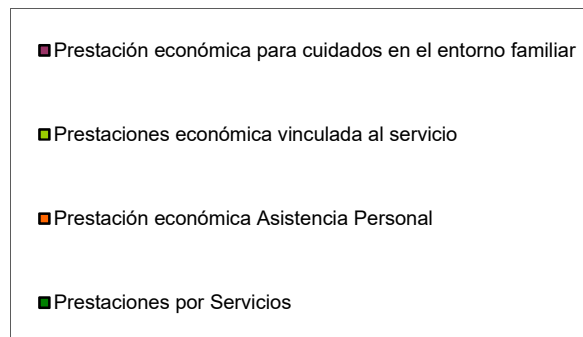 Prestación económica para cuidados en el entorno familiar
Prestaciones económica vinculada al servicio
Prestación económica Asistencia Personal
Prestaciones por Servicios